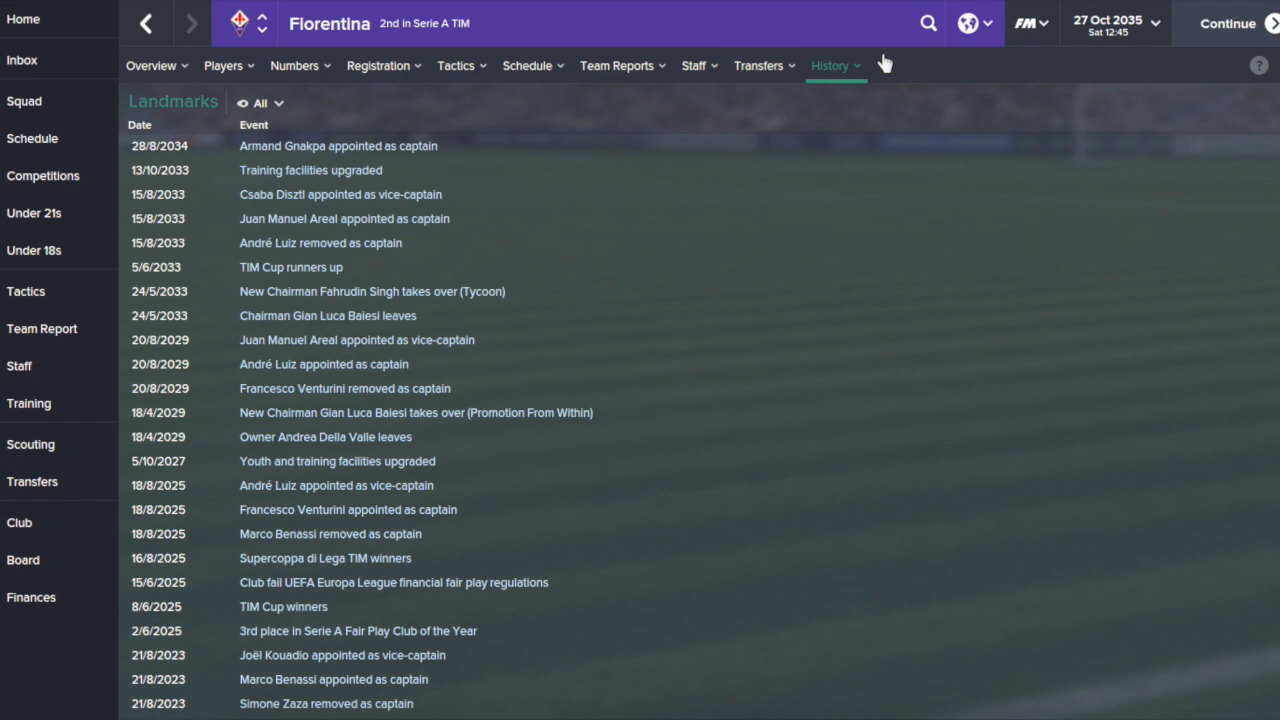 Home
Inbox
Squad
Schedule
Competitions
Under 21s
Under 18s
Tactics
Team Report
Staff
Training
Scouting
Transfers
Club
Board
Finances
Fiorentina 2nd in Serie A TIM
FM
27 Oct 2035
Sat 12:45
Continue
Overview Players Numbers Registration Tactics Schedule Team Reports Staff Transfers History ?
Landmarks All
Date Event
28/8/2034 Armand Gnakpa appointed as captain
13/10/2033 Training facilities upgraded
15/8/2033 Csaba Disztl appointed as vice-captain
15/8/2033 Juan Manuel Areal appointed as captain
15/8/2033 André Luiz removed as captain
5/6/2033 TIM Cup runners up
24/5/2033 New Chairman Fahrudin Singh takes over (Tycoon)
24/5/2033 Chairman Gian Luca Baiesi leaves
20/8/2029 Juan Manuel Areal appointed as vice-captain
20/8/2029 André Luiz appointed as captain
20/8/2029 Francesco Venturini removed as captain
18/4/2029 New Chairman Gian Luca Baiesi takes over (Promotion From Within)
18/4/2029 Owner Andrea Della Valle leaves
5/10/2027 Youth and training facilities upgraded
18/8/2025 André Luiz appointed as vice-captain
18/8/2025 Francesco Venturini appointed as captain
18/8/2025 Marco Benassi removed as captain
16/8/2025 Supercoppa di Lega TIM winners
15/6/2025 Club fail UEFA Europa League financial fair play regulations
8/6/2025 TIM Cup winners
2/6/2025 3rd place in Serie A Fair Play Club of the Year
21/8/2023 Joël Kouadio appointed as vice-captain
21/8/2023 Marco Benassi appointed as captain
21/8/2023 Simone Zaza removed as captain